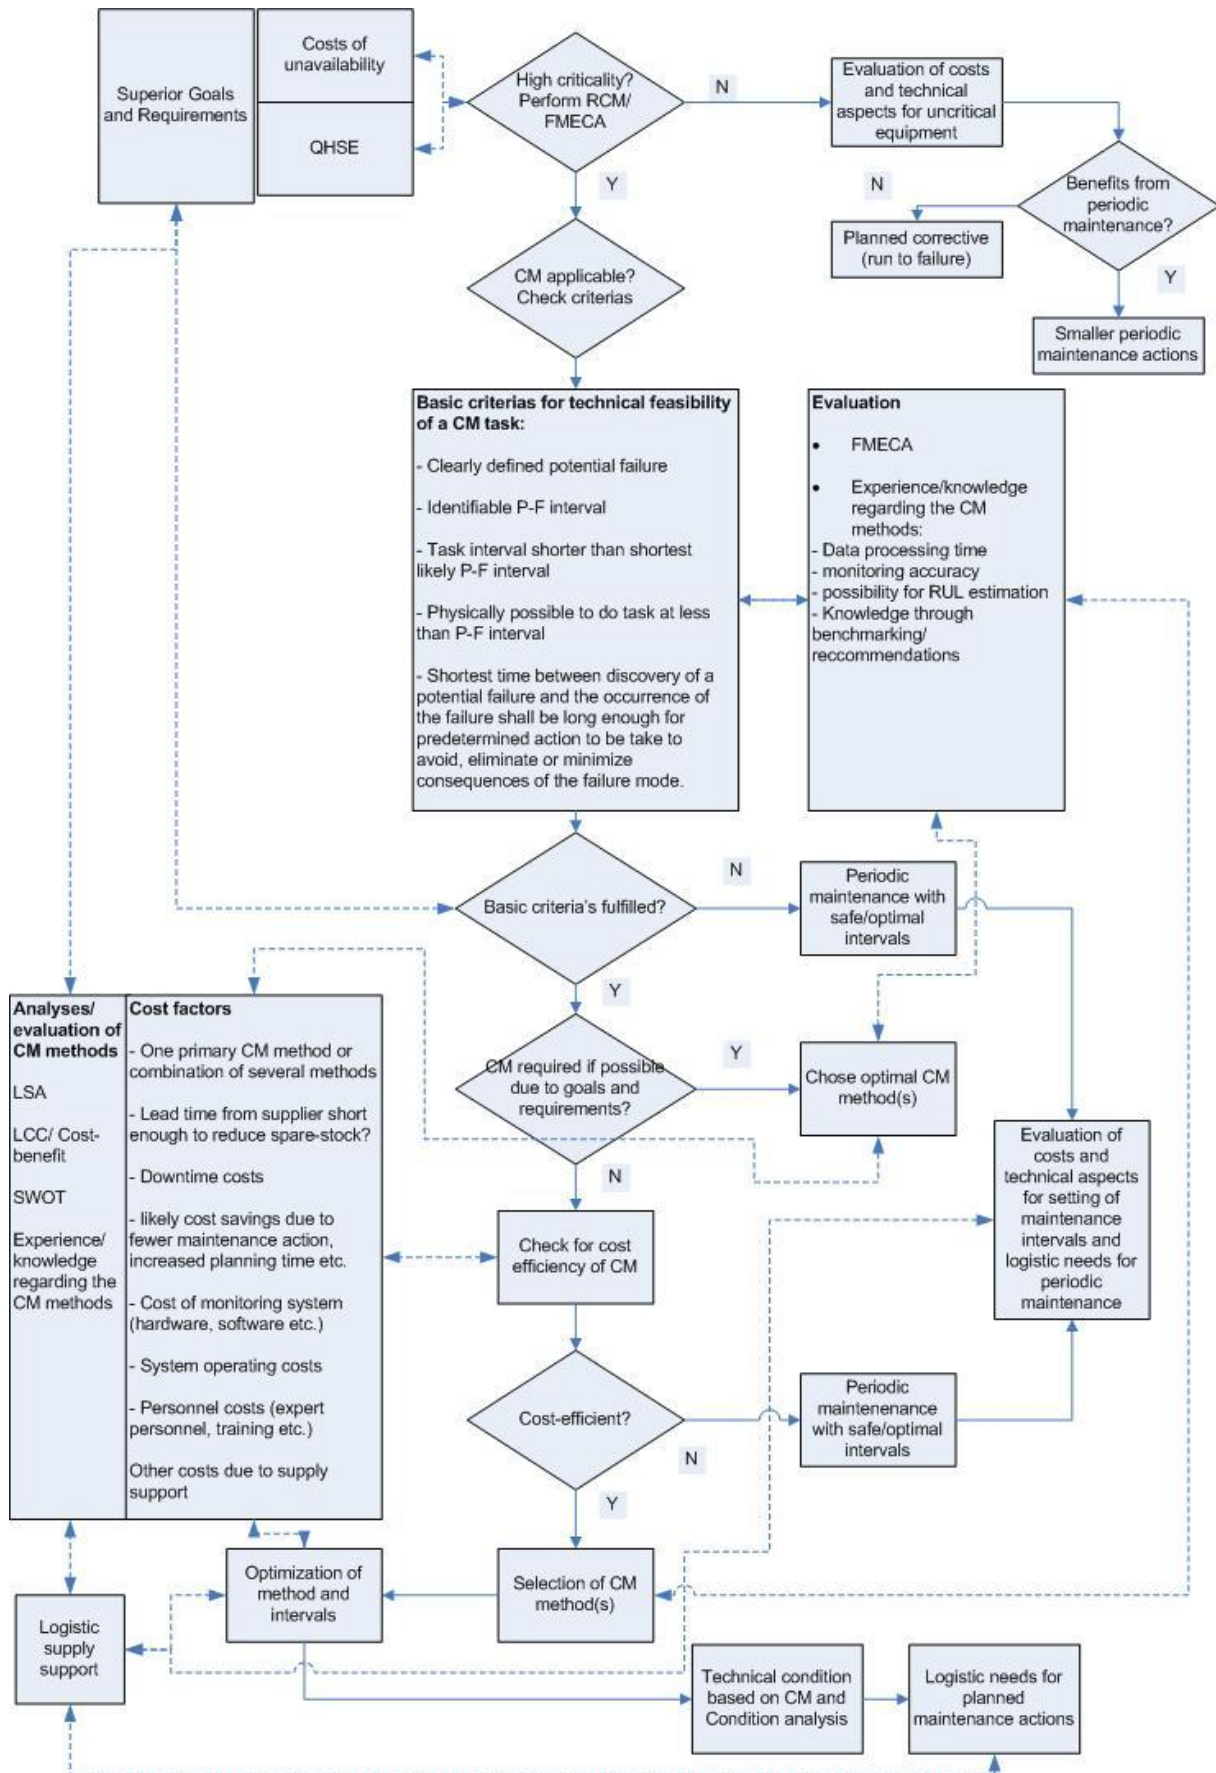 Superior Goals
and Requirements
Costs of
unavailability
QHSE
High criticality?
Perform RCM/
FMECA
N
Evaluation of costs
and technical
aspects for uncritical
equipment
Y
N
Benefits from
periodic
maintenance?
Planned corrective
(run to failure)
Y
Smaller periodic
maintenance actions
CM applicable?
Check criterias
Basic criterias for technical feasibility
of a CM task:
- Clearly defined potential failure
- Identifiable P-F interval
- Task interval shorter than shortest
likely P-F interval
- Physically possible to do task at less
than P-F interval
- Shortest time between discovery of a
potential failure and the occurrence of
the failure shall be long enough for
predetermined action to be take to
avoid, eliminate or minimize
consequences of the failure mode.
Evaluation
• FMECA
• Experience/knowledge
regarding the CM
methods:
- Data processing time
- monitoring accuracy
- possibility for RUL estimation
- Knowledge through
benchmarking/
reccommendations
Basic criteria's fulfilled?
N
Periodic
maintenance with
safe/optimal
intervals
Y
CM required if possible
due to goals and
requirements?
Y
Chose optimal CM
method(s)
N
Evaluation of
costs and
technical aspects
for setting of
maintenance
intervals and
logistic needs for
periodic
maintenance
Analyses/
evaluation of
CM methods
LSA
LCC/ Cost-
benefit
SWOT
Experience/
knowledge
regarding the
CM methods
Cost factors
- One primary CM method or
combination of several methods
- Lead time from supplier short
enough to reduce spare-stock?
- Downtime costs
- likely cost savings due to
fewer maintenance action,
increased planning time etc.
- Cost of monitoring system
(hardware, software etc.)
- System operating costs
- Personnel costs (expert
personnel, training etc.)
Other costs due to supply
support
Check for cost
efficiency of CM
Cost-efficient?
N
Periodic
maintenenance
with safe/optimal
intervals
Y
Selection of CM
method(s)
Optimization of
method and
intervals
Logistic
supply
support
Technical condition
based on CM and
Condition analysis
Logistic needs for
planned
maintenance actions